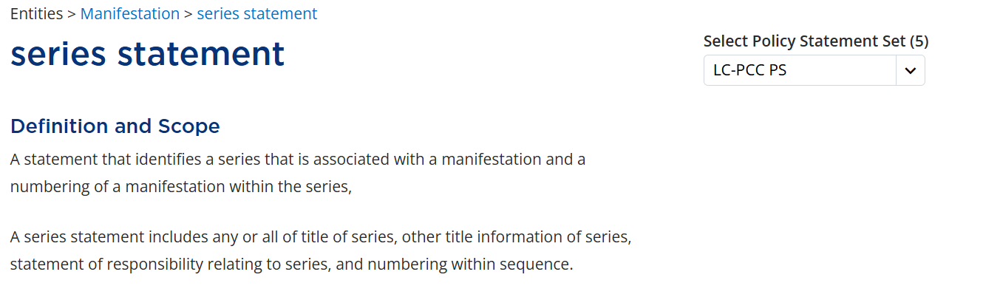 Entities > Manifestation > series statement
series statement
Select Policy Statement Set (5)
LC-PCC PS
Definition and Scope
A statement that identifies a series that is associated with a manifestation and a
numbering of a manifestation within the series,
A series statement includes any or all of title of series, other title information of series,
statement of responsibility relating to series, and numbering within sequence.